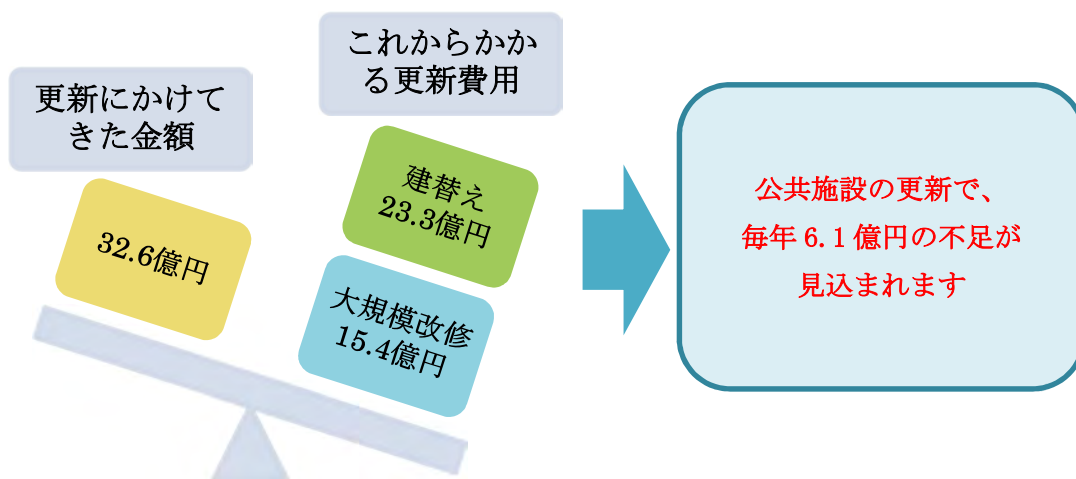 更新にかけて
きた金額
32.6億円
これからかか
る更新費用
建替え
23.3億円
大規模改修
15.4億円
公共施設の更新で、
毎年 6.1 億円の不足が
見込まれます